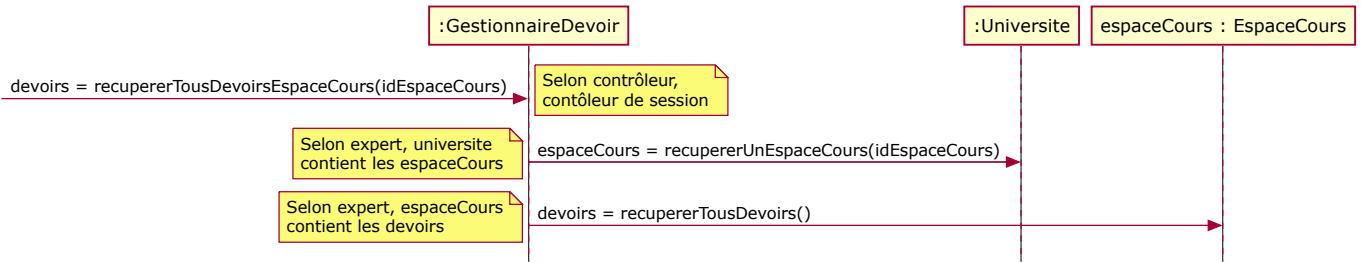 :GestionnaireDevoir
:Universite
espaceCours : EspaceCours
devoirs = recupererTousDevoirsEspaceCours(idEspaceCours)
Selon contrôleur,
contôleur de session
Selon expert, universite
contient les espaceCours
espaceCours = recupererUnEspaceCours(idEspaceCours)
Selon expert, espaceCours
contient les devoirs
devoirs = recupererTousDevoirs()